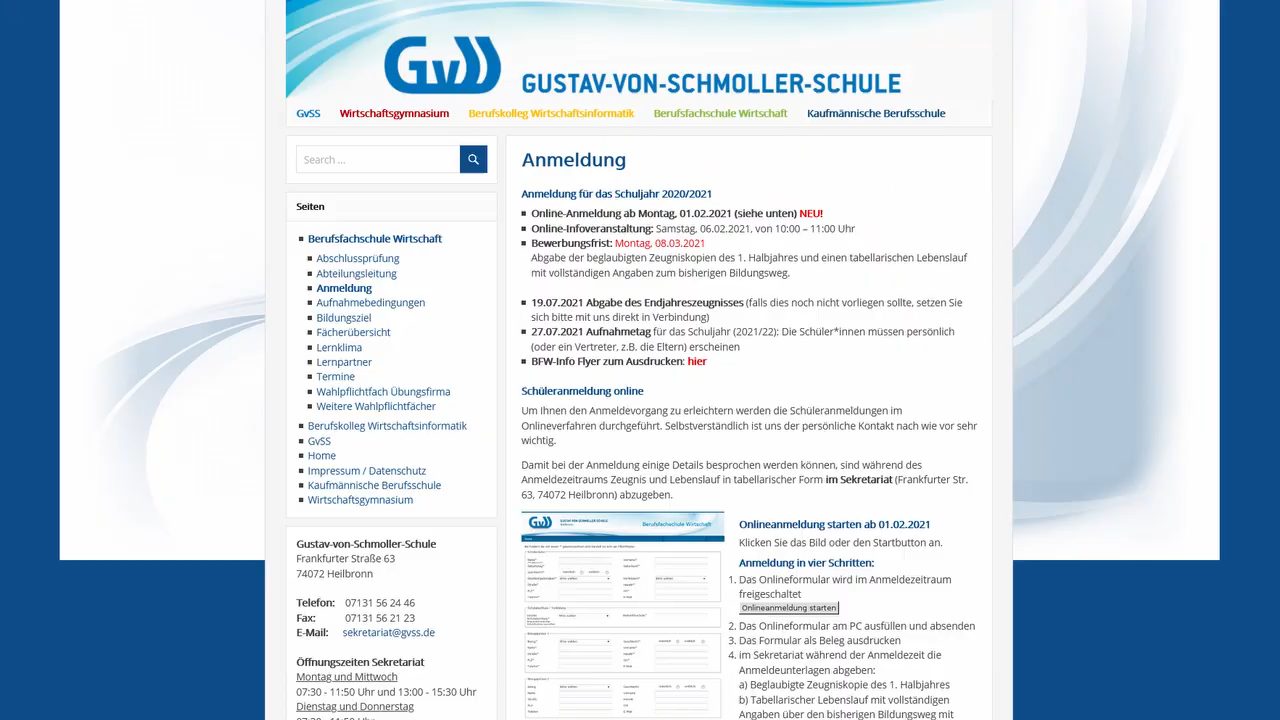 GvSS
GUSTAV-VON-SCHMOLLER-SCHULE
GvSS Wirtschaftsgymnasium Berufskolleg Wirtschaftsinformatik Berufsfachschule Wirtschaft Kaufmännische Berufsschule
Search ...
Seiten
Berufsfachschule Wirtschaft
Abschlussprüfung
Abteilungsleitung
Anmeldung
Aufnahmebedingungen
Bildungsziel
Fächerübersicht
Lernklima
Lernpartner
Termine
Wahlpflichtfach Übungsfirma
Weitere Wahlpflichtfächer
Berufskolleg Wirtschaftsinformatik
GvSS
Home
Impressum / Datenschutz
Kaufmännische Berufsschule
Wirtschaftsgymnasium
Gustav-von-Schmoller-Schule
Frankfurter Straße 63
74072 Heilbronn
Telefon: 07131 56 24 46
Fax: 07131 56 21 23
E-Mail: sekretariat@gvss.de
Öffnungszeiten Sekretariat
Montag und Mittwoch
07:30 - 11:50 Uhr und 13:00 - 15:30 Uhr
Dienstag und Donnerstag
07:30 - 11:50 Uhr
Anmeldung
Anmeldung für das Schuljahr 2020/2021
Online-Anmeldung ab Montag, 01.02.2021 (siehe unten) NEU!
Online-Infoveranstaltung: Samstag, 06.02.2021, von 10:00 – 11:00 Uhr
Bewerbungsfrist: Montag, 08.03.2021
Abgabe der beglaubigten Zeugniskopien des 1. Halbjahres und einen tabellarischen Lebenslauf
mit vollständigen Angaben zum bisherigen Bildungsweg.
19.07.2021 Abgabe des Endjahreszeugnisses (falls dies noch nicht vorliegen sollte, setzen Sie
sich bitte mit uns direkt in Verbindung)
27.07.2021 Aufnahmetag für das Schuljahr (2021/22): Die Schüler*innen müssen persönlich
(oder ein Vertreter, z.B. die Eltern) erscheinen
BFW-Info Flyer zum Ausdrucken: hier
Schüleranmeldung online
Um Ihnen den Anmeldevorgang zu erleichtern werden die Schüleranmeldungen im
Onlineverfahren durchgeführt. Selbstverständlich ist uns der persönliche Kontakt nach wie vor sehr
wichtig.
Damit bei der Anmeldung einige Details besprochen werden können, sind während des
Anmeldezeitraums Zeugnis und Lebenslauf in tabellarischer Form im Sekretariat (Frankfurter Str.
63, 74072 Heilbronn) abzugeben.
GvSS
Berufsfachschule Wirtschaft
Onlineanmeldung starten ab 01.02.2021
Klicken Sie das Bild oder den Startbutton an.
Anmeldung in vier Schritten:
1. Das Onlineformular wird im Anmeldezeitraum
freigeschaltet
Onlineanmeldung starten
2. Das Onlineformular am PC ausfüllen und absenden
3. Das Formular als Beleg ausdrucken
4. im Sekretariat während der Anmeldezeit die
Anmeldeunterlagen abgeben:
a) Beglaubigte Zeugniskopie des 1. Halbjahres
b) Tabellarischer Lebenslauf mit vollständigen
Angaben über den bisherigen Bildungsweg mit